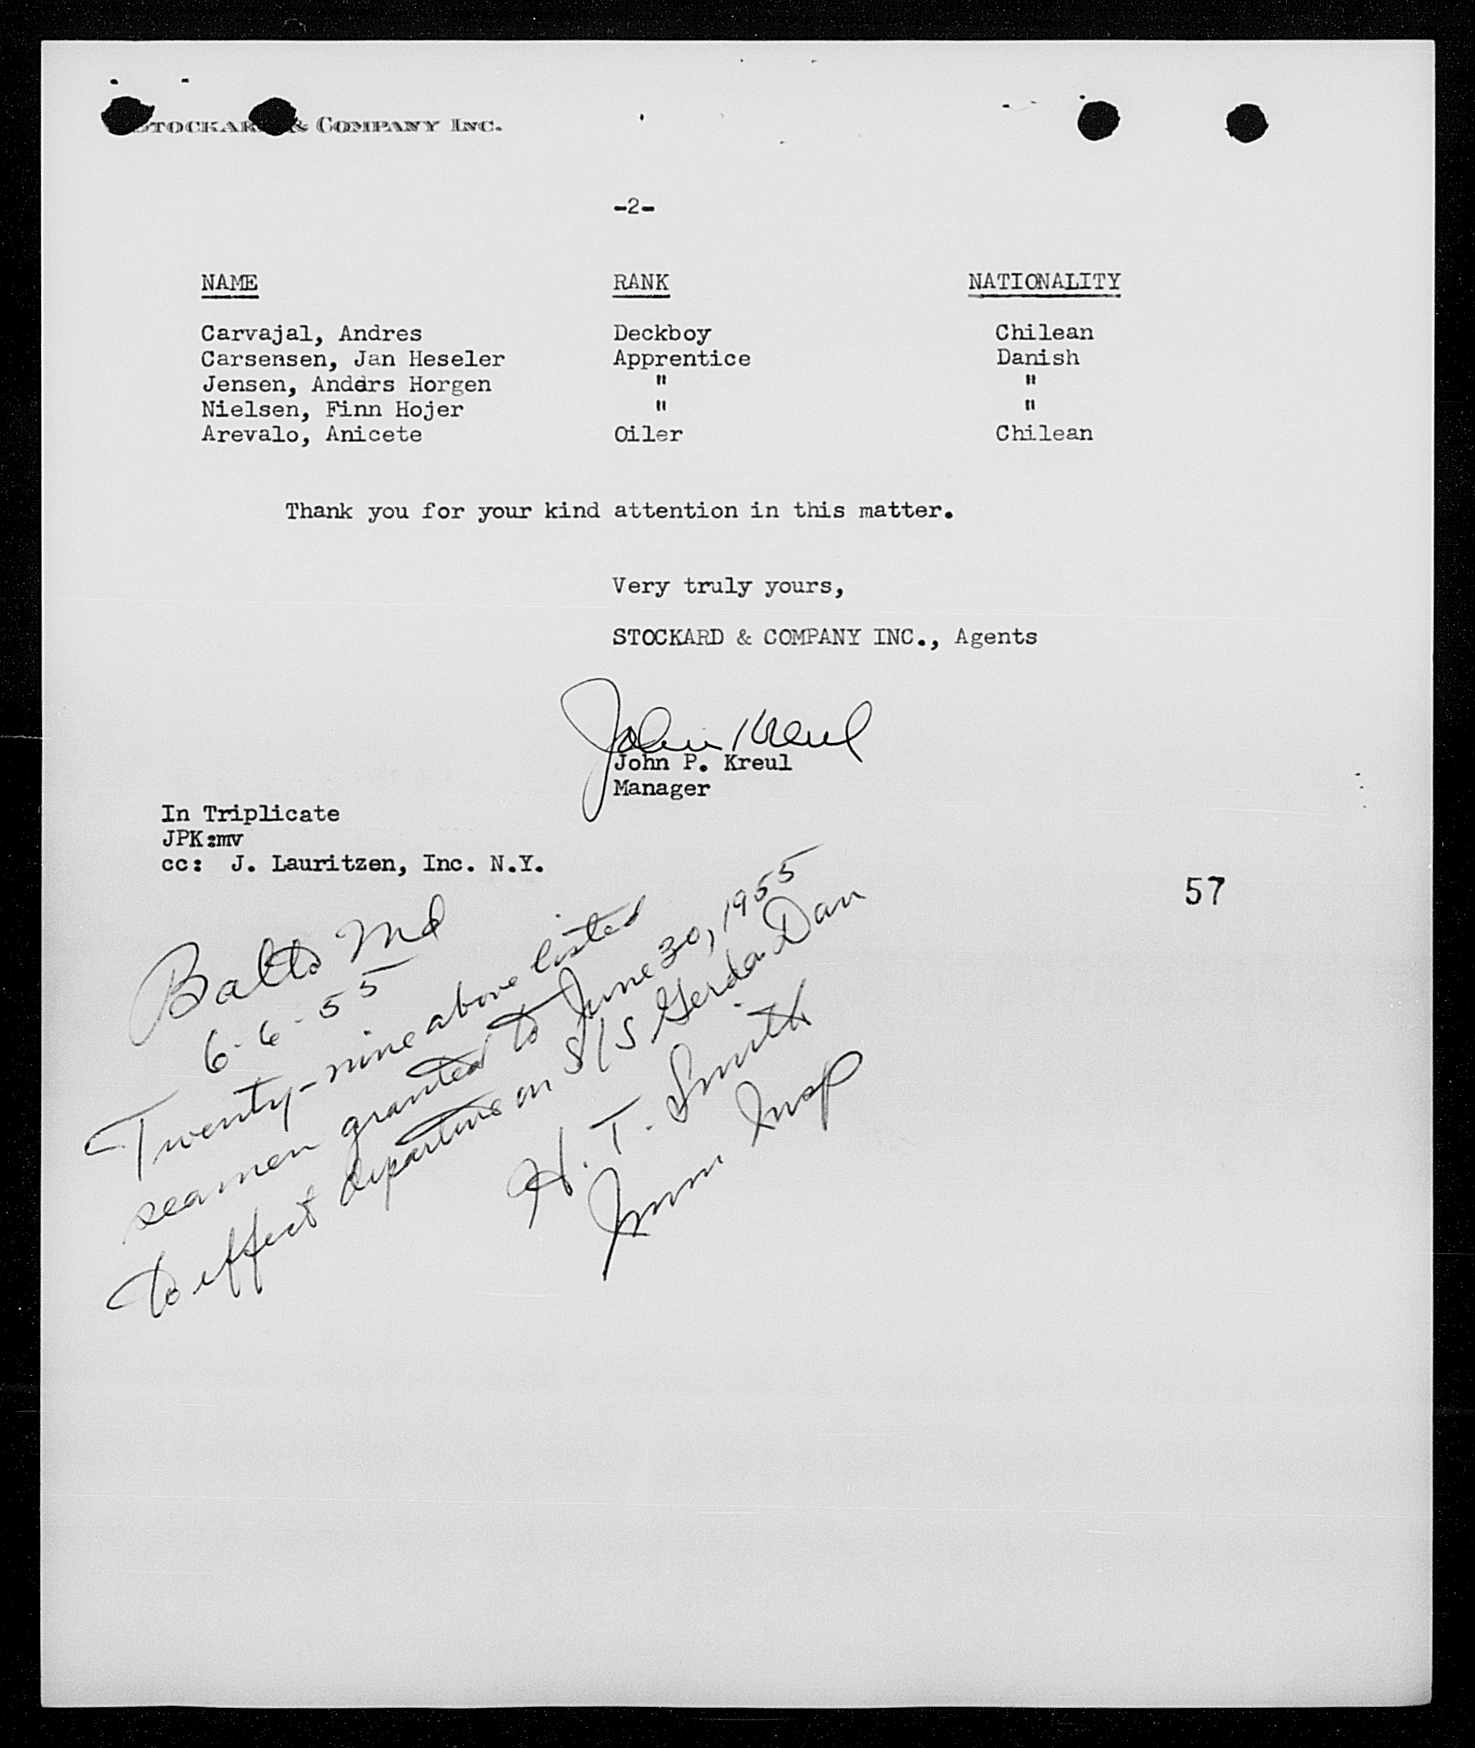 STOCKARD & COMPANY INC.
-2-
NAME RANK NATIONALITY
Carvajal, Andres Deckboy Chilean
Carsensen, Jan Heseler Apprentice Danish
Jensen, Anders Horgen " "
Nielsen, Finn Hojer " "
Arevalo, Anicete Oiler Chilean
Thank you for your kind attention in this matter.
Very truly yours,
STOCKARD & COMPANY INC., Agents
John Kreul
John P. Kreul
Manager
In Triplicate
JPK:mv
cc: J. Lauritzen, Inc. N.Y.
57
Balto Md
6-6-55
Twenty-nine above listed
seamen granted to June 30, 1955
to effect departure on S/S Gerda Dan
H. T. Smith
Imm Insp